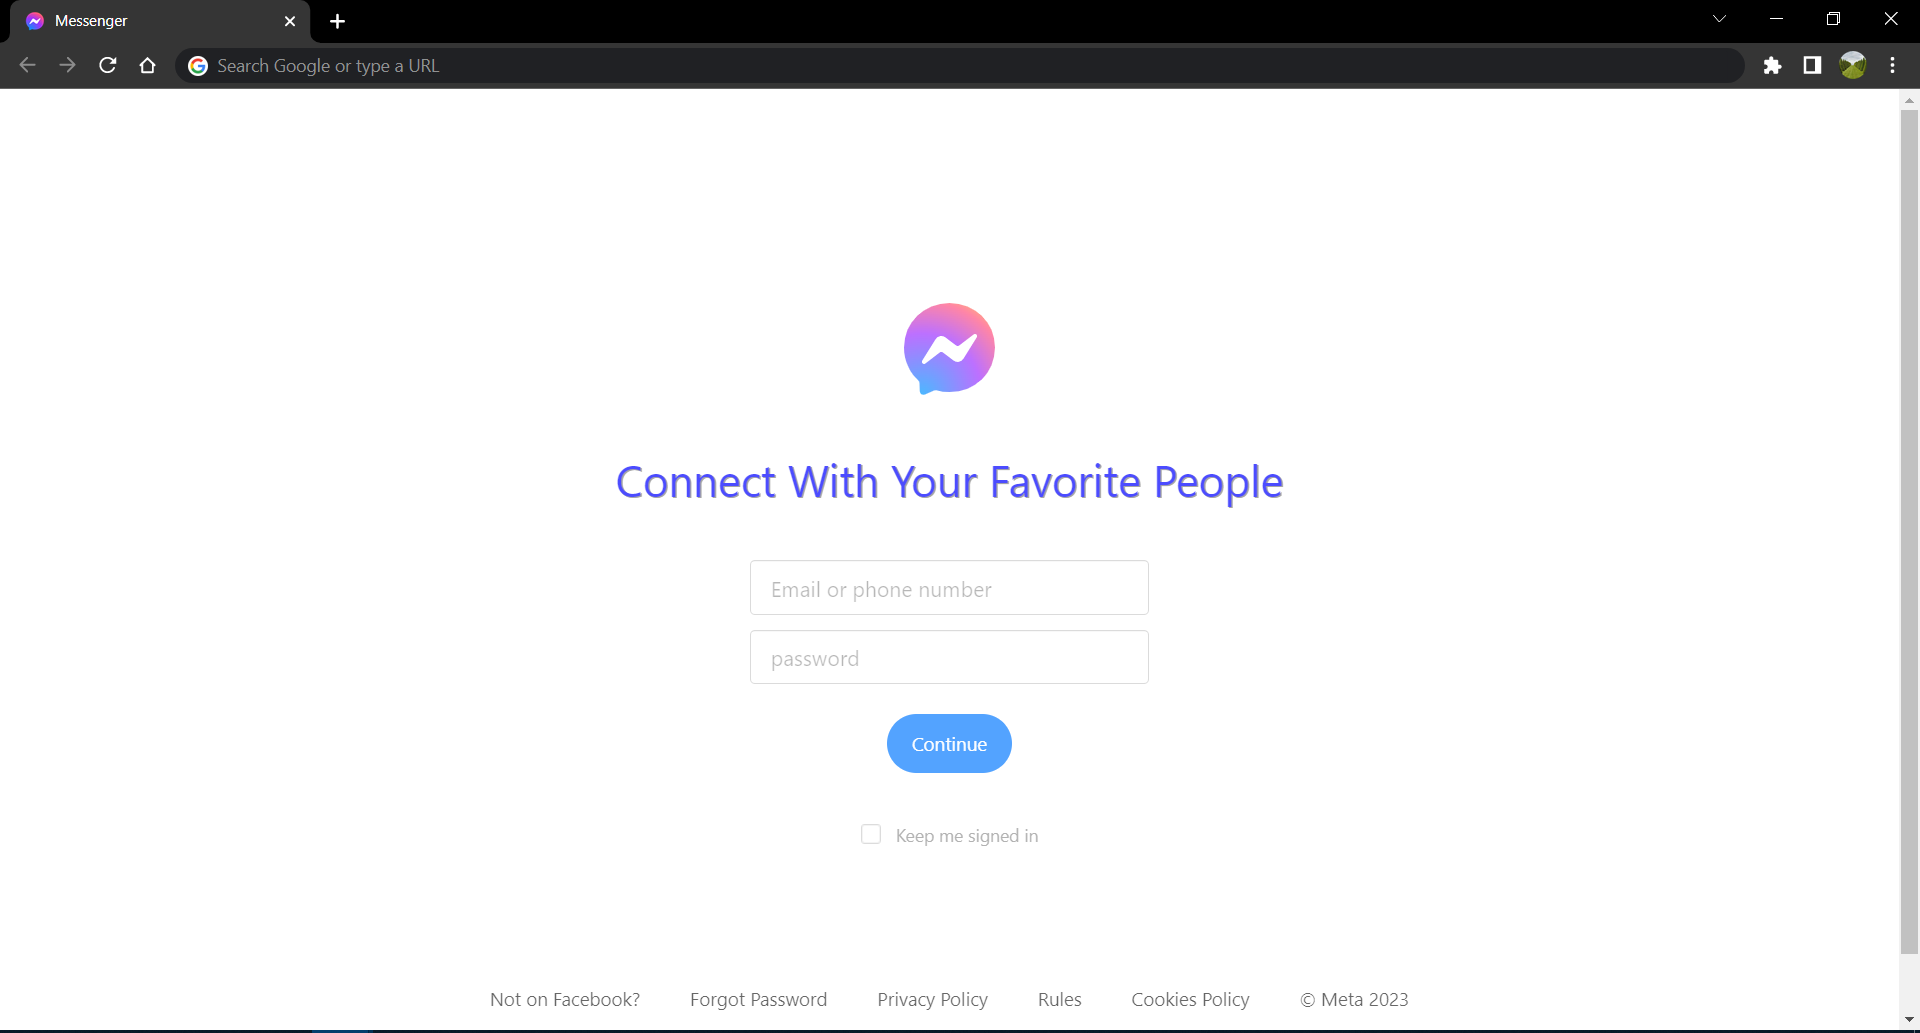 Messenger
Search Google or type a URL
Connect With Your Favorite People
Email or phone number
password
Continue
Keep me signed in
Not on Facebook? Forgot Password Privacy Policy Rules Cookies Policy © Meta 2023